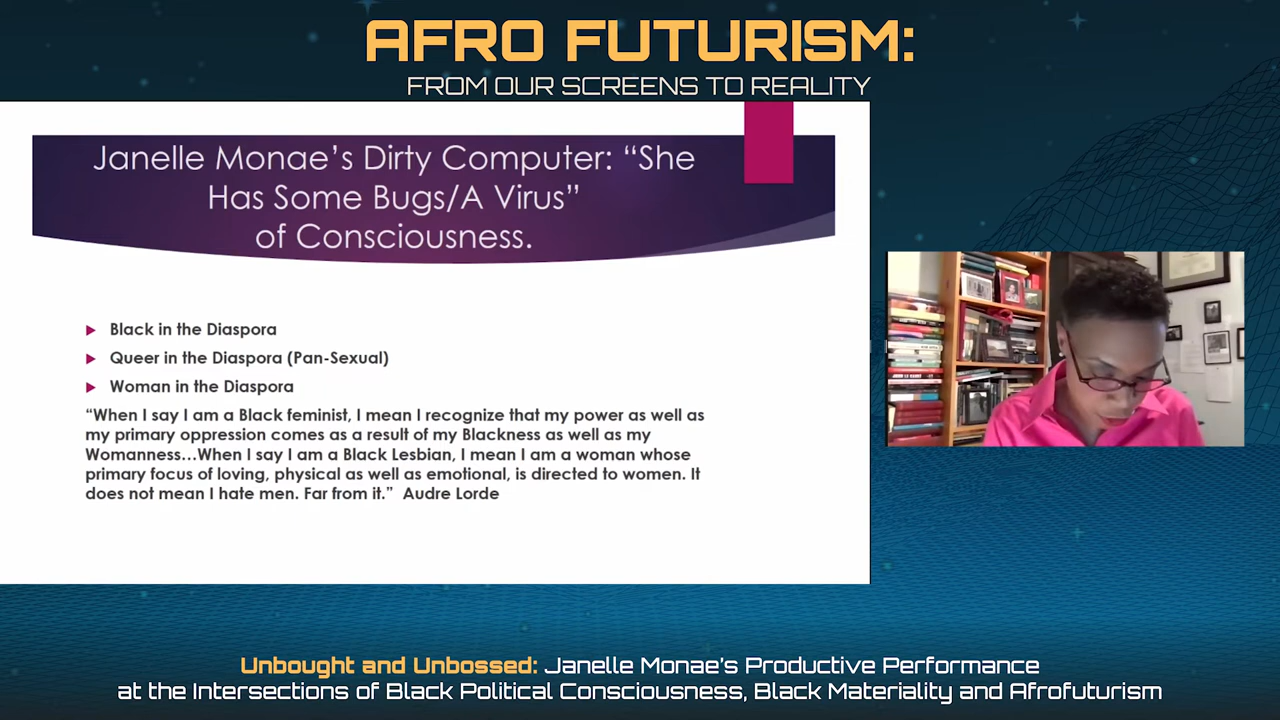 AFRO FUTURISM:
FROM OUR SCREENS TO REALITY
Janelle Monae's Dirty Computer: "She
Has Some Bugs/A Virus"
of Consciousness.
Black in the Diaspora
Queer in the Diaspora (Pan-Sexual)
Woman in the Diaspora
"When I say I am a Black feminist, I mean I recognize that my power as well as
my primary oppression comes as a result of my Blackness as well as my
Womanness...When I say I am a Black Lesbian, I mean I am a woman whose
primary focus of loving, physical as well as emotional, is directed to women. It
does not mean I hate men. Far from it." Audre Lorde
Unbought and Unbossed: Janelle Monae's Productive Performance
at the Intersections of Black Political Consciousness, Black Materiality and Afrofuturism